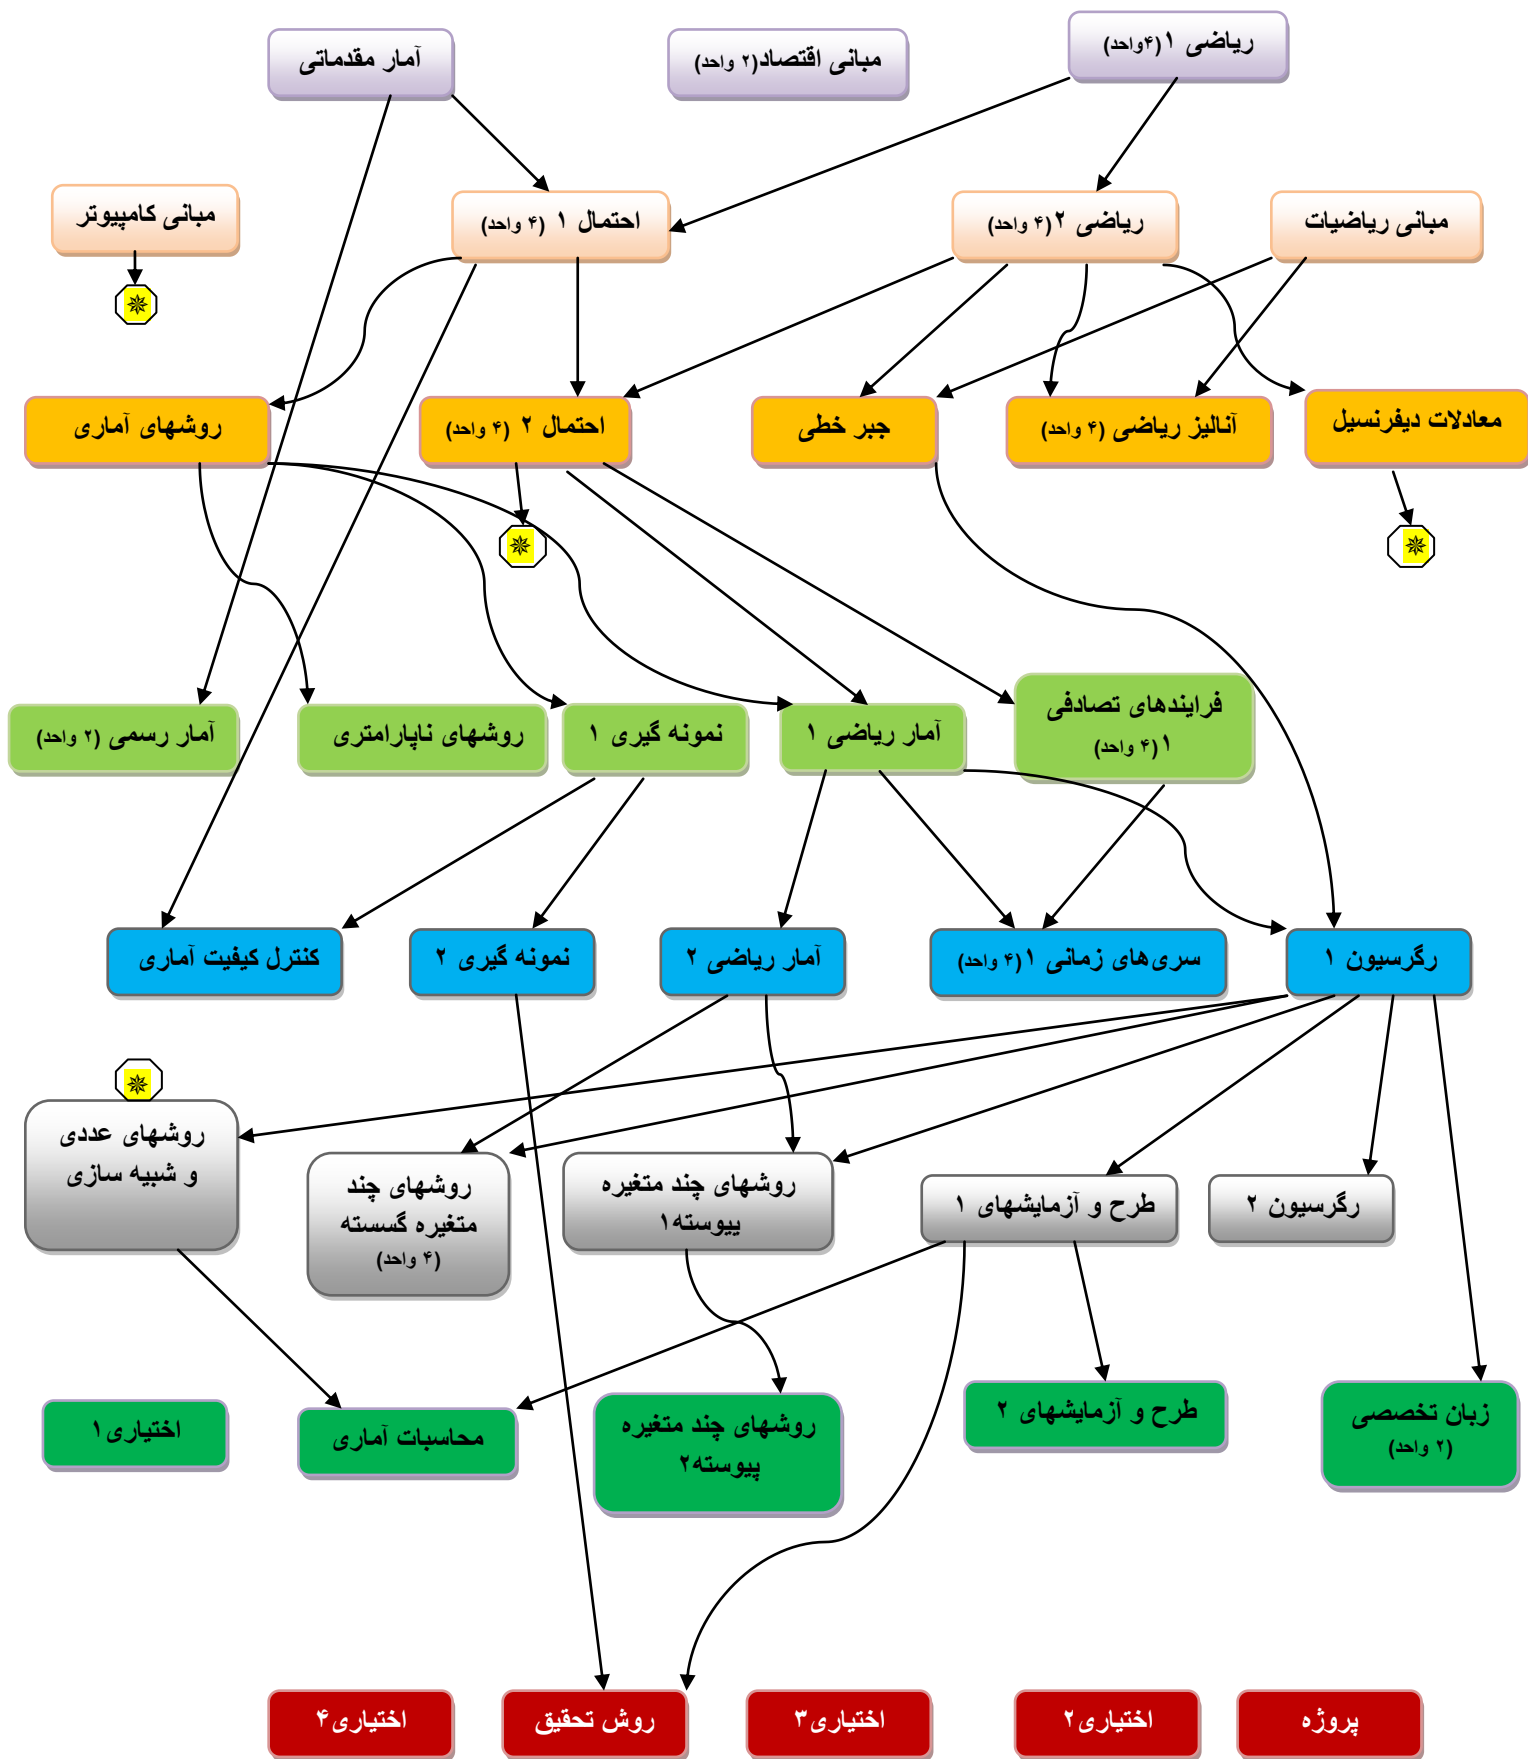 ریاضی ۱ (۴واحد)
مبانی اقتصاد(۲ واحد)
آمار مقدماتی
مبانی ریاضیات
ریاضی ۲ (۴ واحد)
احتمال ۱ (۴ واحد)
مبانی کامپیوتر
معادلات دیفرنسیل
آنالیز ریاضی (۴ واحد)
جبر خطی
احتمال ۲ (۴ واحد)
روشهای آماری
فرایندهای تصادفی
۱ (۴ واحد)
آمار ریاضی ۱
نمونه گیری ۱
روشهای ناپارامتری
آمار رسمی (۲ واحد)
رگرسیون ۱
سری‌های زمانی ۱ (۴ واحد)
آمار ریاضی ۲
نمونه گیری ۲
کنترل کیفیت آماری
رگرسیون ۲
طرح و آزمایشهای ۱
روشهای چند متغیره
پیوسته۱
روشهای چند
متغیره گسسته
(۴ واحد)
روشهای عددی
و شبیه سازی
زبان تخصصی
(۲ واحد)
طرح و آزمایشهای ۲
روشهای چند متغیره
پیوسته۲
محاسبات آماری
اختیاری۱
پروژه
اختیاری۲
اختیاری۳
روش تحقیق
اختیاری۴